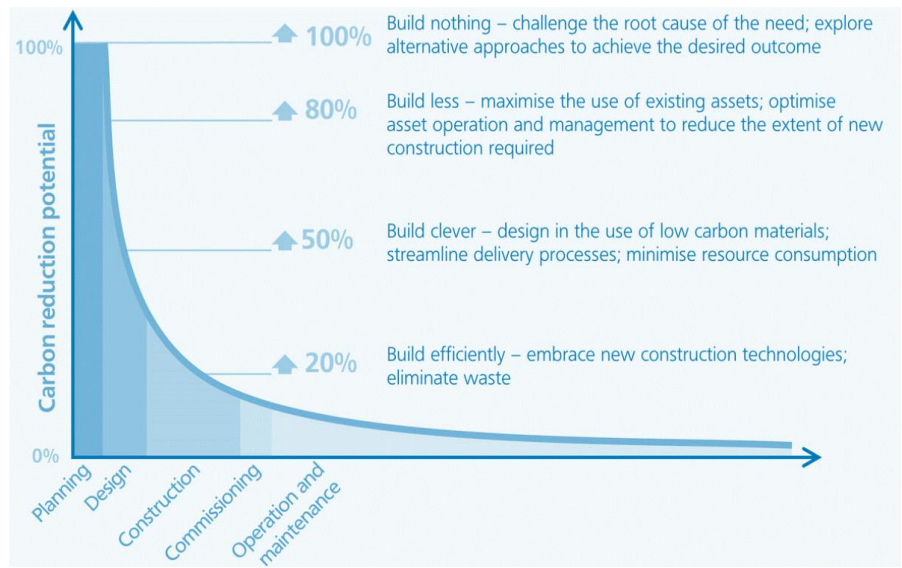 Carbon reduction potential
100%
0%
100%
Build nothing – challenge the root cause of the need; explore
alternative approaches to achieve the desired outcome
80%
Build less – maximise the use of existing assets; optimise
asset operation and management to reduce the extent of new
construction required
50%
Build clever – design in the use of low carbon materials;
streamline delivery processes; minimise resource consumption
20%
Build efficiently – embrace new construction technologies;
eliminate waste
Planning
Design
Construction
Commissioning
Operation and
maintenance